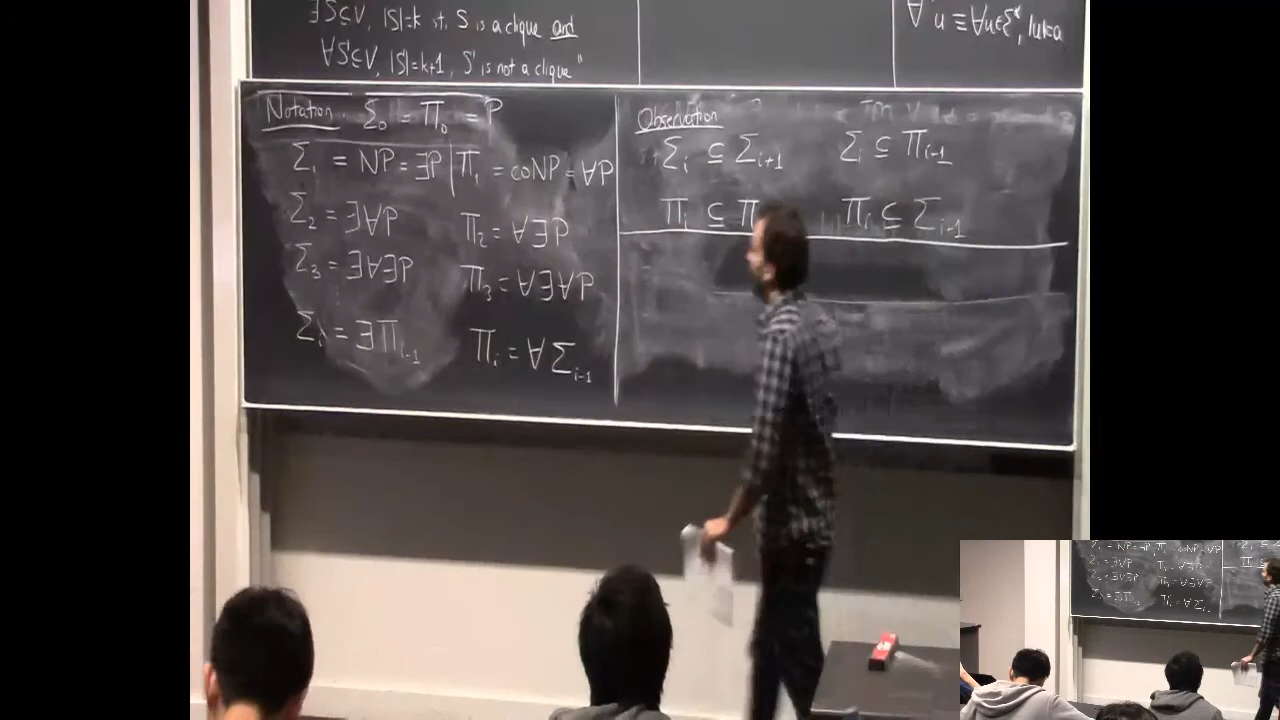 ∃S⊆V, |S|=k st. S is a clique and
∀S'⊆V, |S'|=k+1, S' is not a clique"
u ≡ ∀u∈Σ*, |u|=a
Notation. Σ₀ = Π₀ = P
Σ₁ = NP = ∃P | Π₁ = coNP = ∀P
Σ₂ = ∃∀P Π₂ = ∀∃P
Σ₃ = ∃∀∃P Π₃ = ∀∃∀P
Σᵢ = ∃Πᵢ₋₁ Πᵢ = ∀Σᵢ₋₁
Observation
Σᵢ ⊆ Σᵢ₊₁ Σᵢ ⊆ Πᵢ₋₁
Πᵢ ⊆ Π Πᵢ ⊆ Σᵢ₋₁